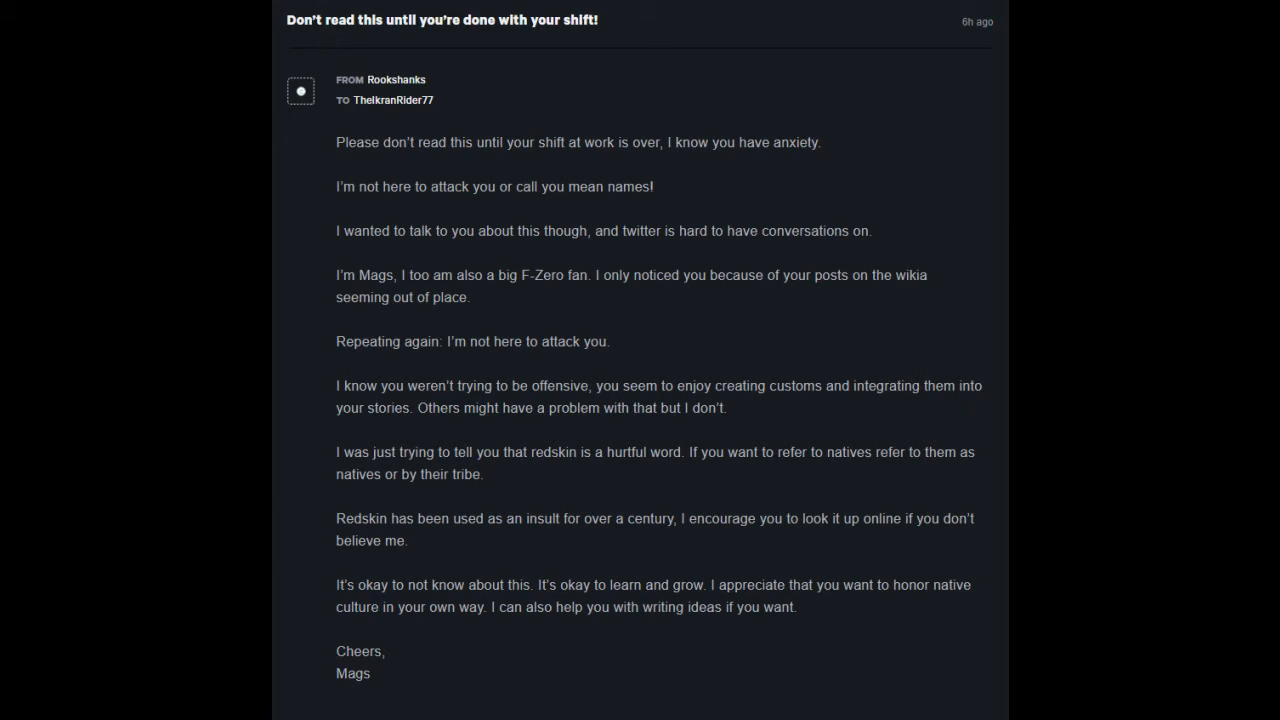 Don't read this until you're done with your shift!
6h ago
FROM Rookshanks
TO TheIkranRider77
Please don't read this until your shift at work is over, I know you have anxiety.
I'm not here to attack you or call you mean names!
I wanted to talk to you about this though, and twitter is hard to have conversations on.
I'm Mags, I too am also a big F-Zero fan. I only noticed you because of your posts on the wikia
seeming out of place.
Repeating again: I'm not here to attack you.
I know you weren't trying to be offensive, you seem to enjoy creating customs and integrating them into
your stories. Others might have a problem with that but I don't.
I was just trying to tell you that redskin is a hurtful word. If you want to refer to natives refer to them as
natives or by their tribe.
Redskin has been used as an insult for over a century, I encourage you to look it up online if you don't
believe me.
It's okay to not know about this. It's okay to learn and grow. I appreciate that you want to honor native
culture in your own way. I can also help you with writing ideas if you want.
Cheers,
Mags